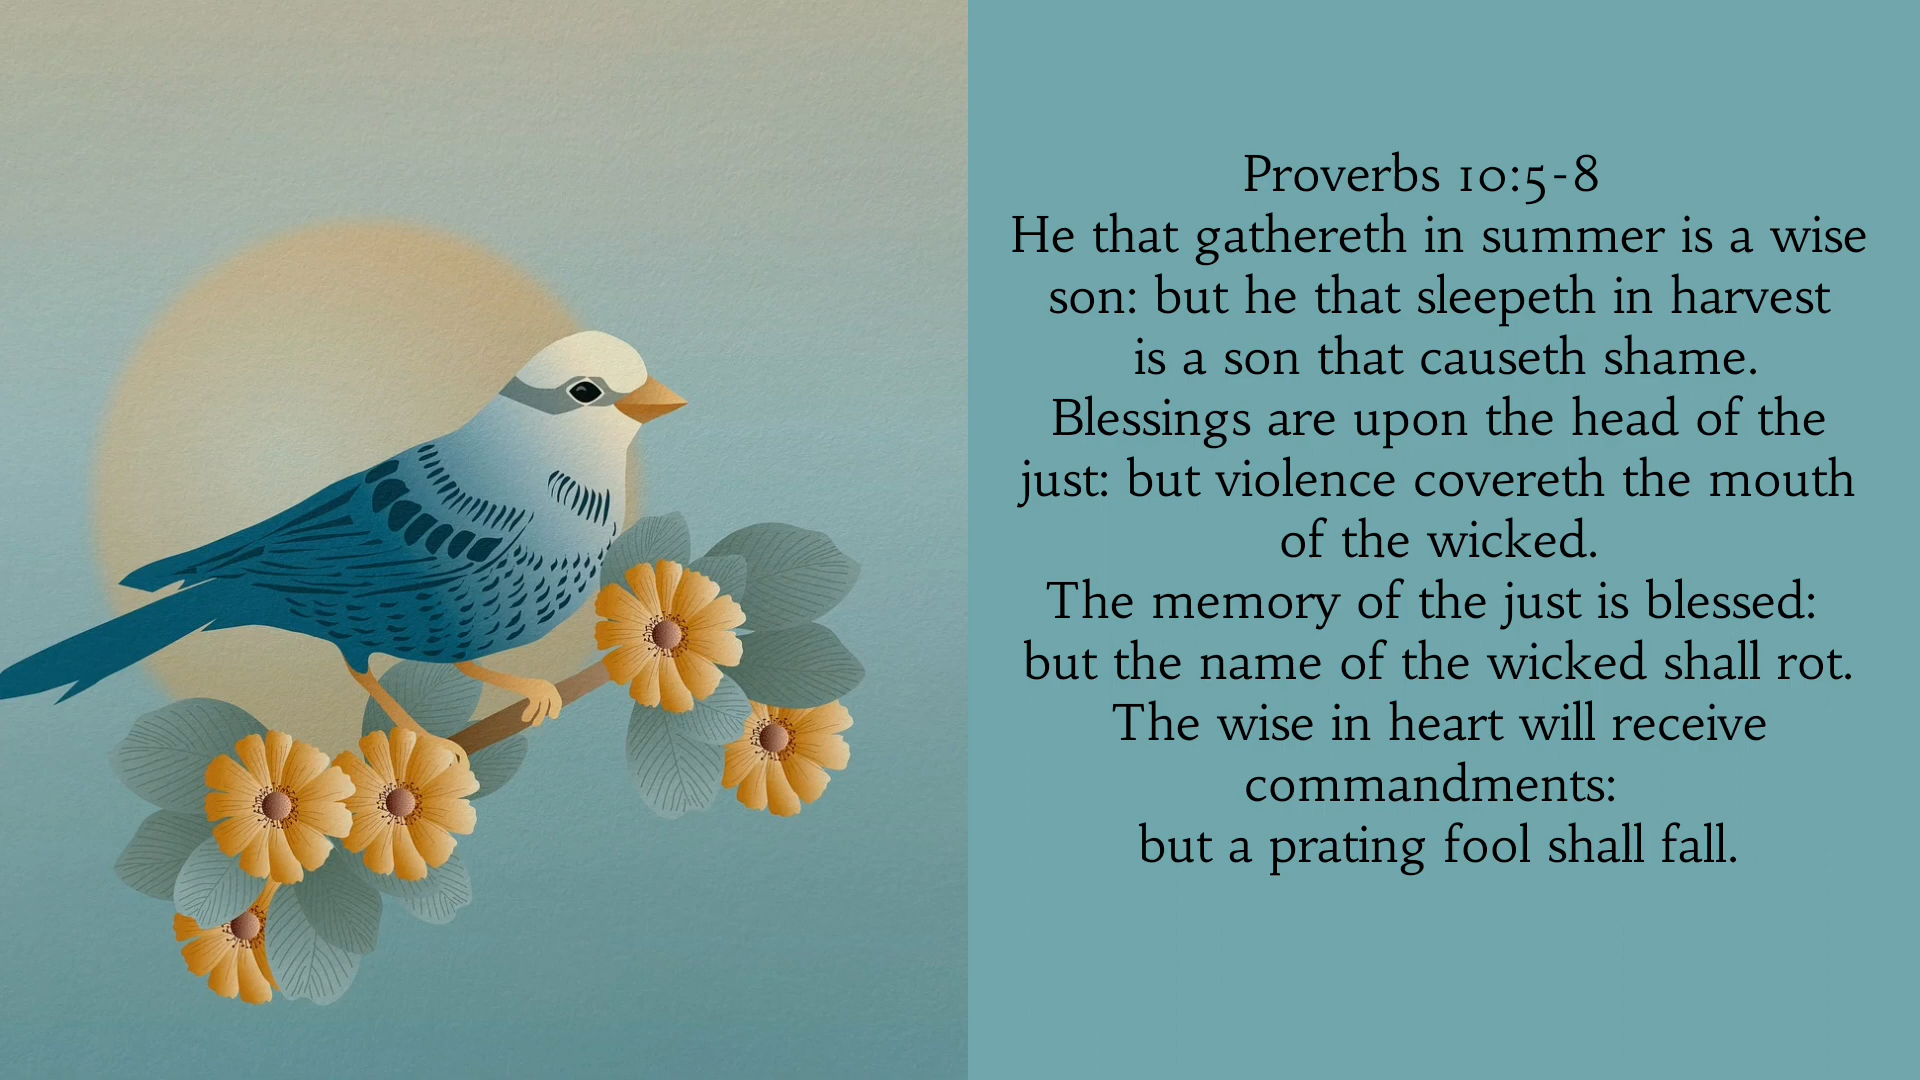 Proverbs 10:5-8
He that gathereth in summer is a wise
son: but he that sleepeth in harvest
is a son that causeth shame.
Blessings are upon the head of the
just: but violence covereth the mouth
of the wicked.
The memory of the just is blessed:
but the name of the wicked shall rot.
The wise in heart will receive
commandments:
but a prating fool shall fall.